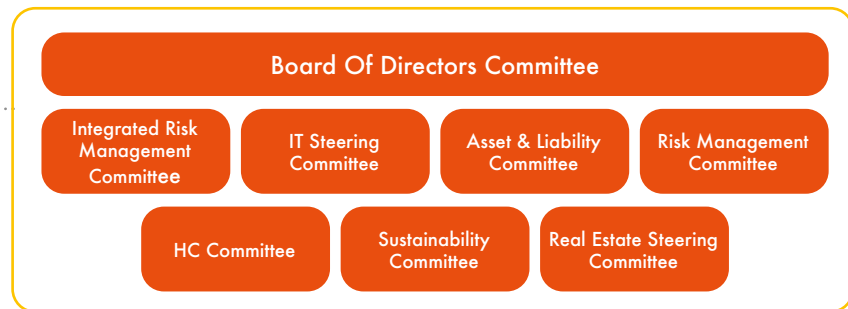 Board Of Directors Committee
Integrated Risk
Management
Committee
IT Steering
Committee
Asset & Liability
Committee
Risk Management
Committee
HC Committee
Sustainability
Committee
Real Estate Steering
Committee